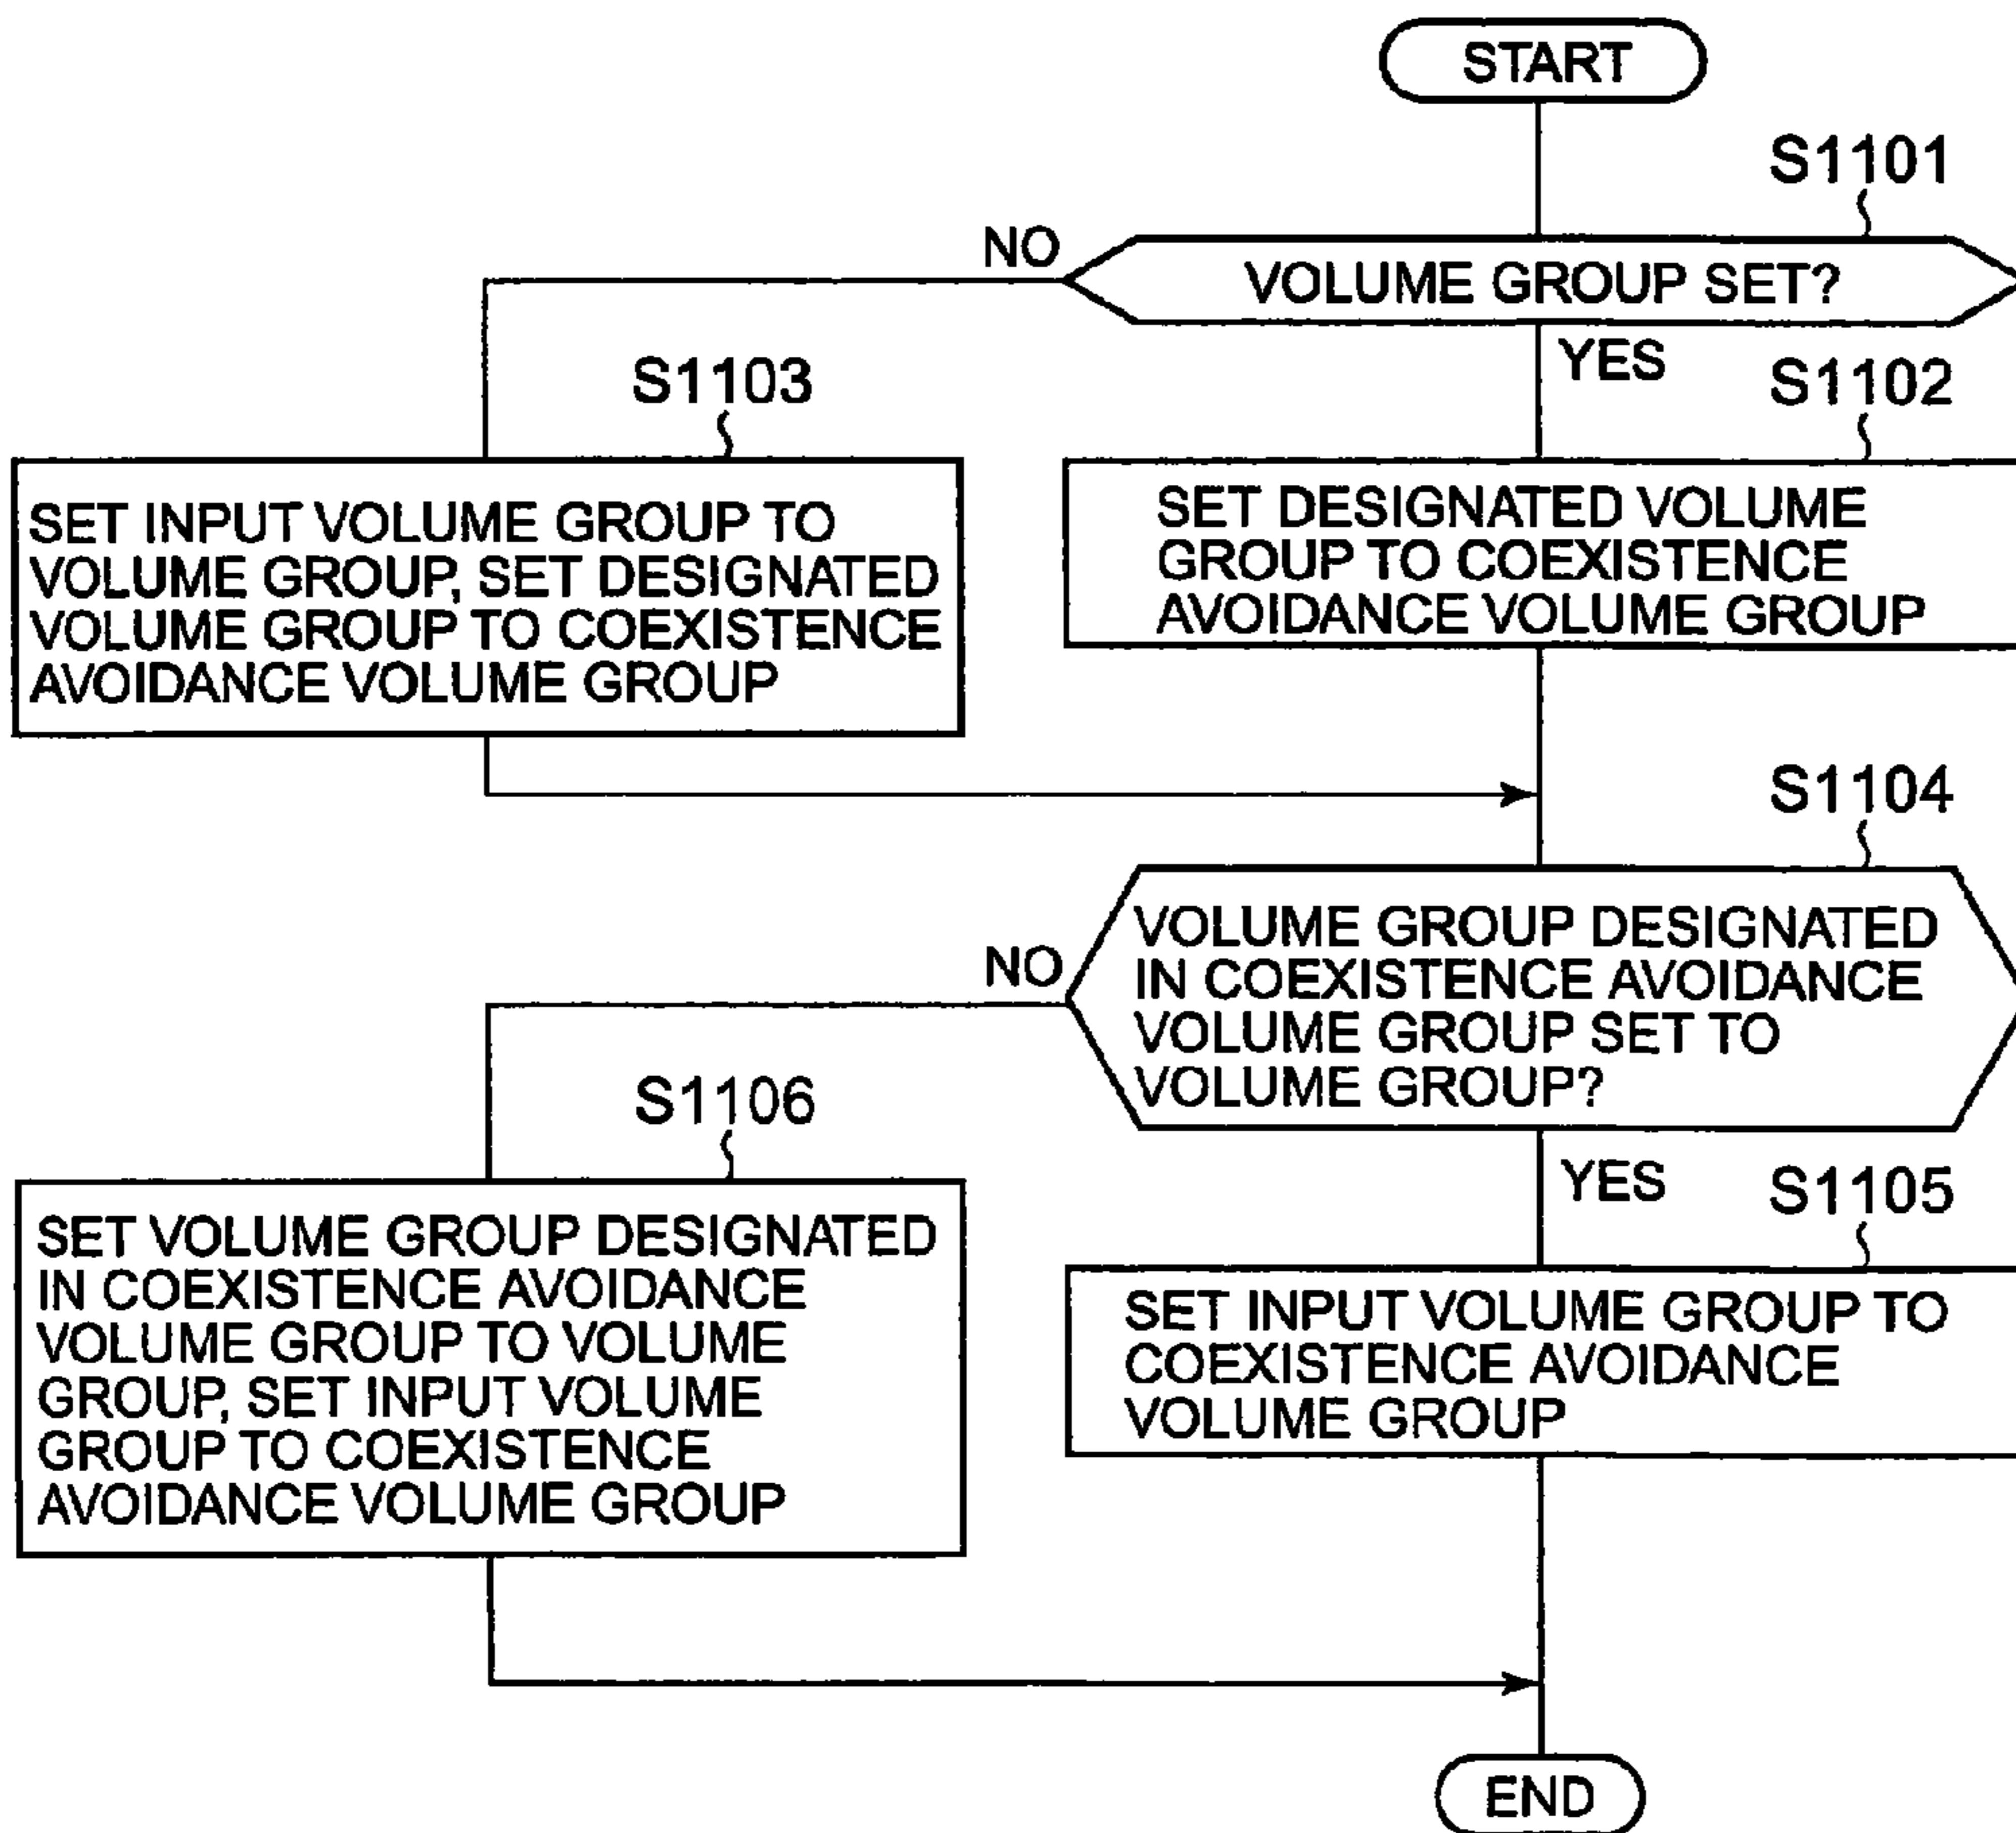 START
S1101
NO
VOLUME GROUP SET?
YES
S1103
S1102
SET INPUT VOLUME GROUP TO
VOLUME GROUP, SET DESIGNATED
VOLUME GROUP TO COEXISTENCE
AVOIDANCE VOLUME GROUP
SET DESIGNATED VOLUME
GROUP TO COEXISTENCE
AVOIDANCE VOLUME GROUP
S1104
NO
VOLUME GROUP DESIGNATED
IN COEXISTENCE AVOIDANCE
VOLUME GROUP SET TO
VOLUME GROUP?
S1106
YES
S1105
SET VOLUME GROUP DESIGNATED
IN COEXISTENCE AVOIDANCE
VOLUME GROUP TO VOLUME
GROUP, SET INPUT VOLUME
GROUP TO COEXISTENCE
AVOIDANCE VOLUME GROUP
SET INPUT VOLUME GROUP TO
COEXISTENCE AVOIDANCE
VOLUME GROUP
END